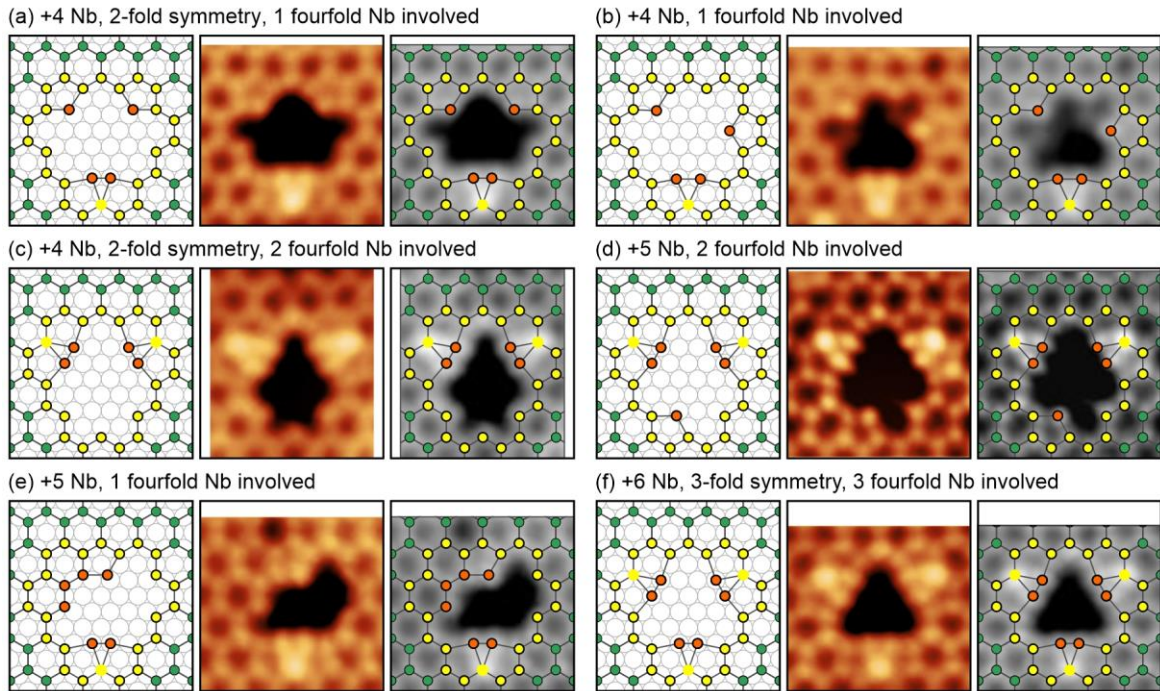 (a) +4 Nb, 2-fold symmetry, 1 fourfold Nb involved
(b) +4 Nb, 1 fourfold Nb involved
(c) +4 Nb, 2-fold symmetry, 2 fourfold Nb involved
(d) +5 Nb, 2 fourfold Nb involved
(e) +5 Nb, 1 fourfold Nb involved
(f) +6 Nb, 3-fold symmetry, 3 fourfold Nb involved